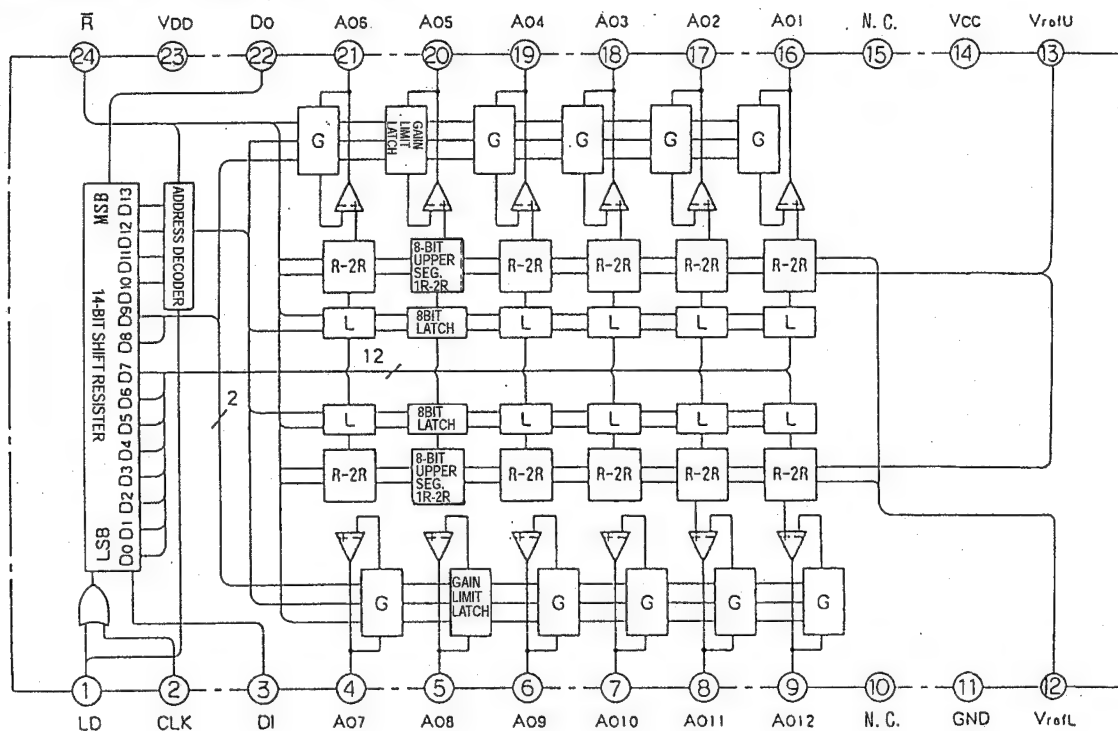 R̅ VDD DO AO6 AO5 AO4 AO3 AO2 AO1 N.C. VCC VrefU
24 23 22 21 20 19 18 17 16 15 14 13
G GAIN LIMIT LATCH G G G G
BSM
14-BIT SHIFT RESISTER
LSB
D13
D12
D11
D10
D9
D8
D7
D6
D5
D4
D3
D2
D1
D0
ADDRESS DECODER
R-2R 8-BIT UPPER SEG. 1R-2R R-2R R-2R R-2R R-2R
L 8BIT LATCH L L L L
12
2
L 8BIT LATCH L L L L
R-2R 8-BIT UPPER SEG. 1R-2R R-2R R-2R R-2R R-2R
G GAIN LIMIT LATCH G G G G
1 2 3 4 5 6 7 8 9 10 11 12
LD CLK DI AO7 AO8 AO9 AO10 AO11 AO12 N.C. GND VrefL